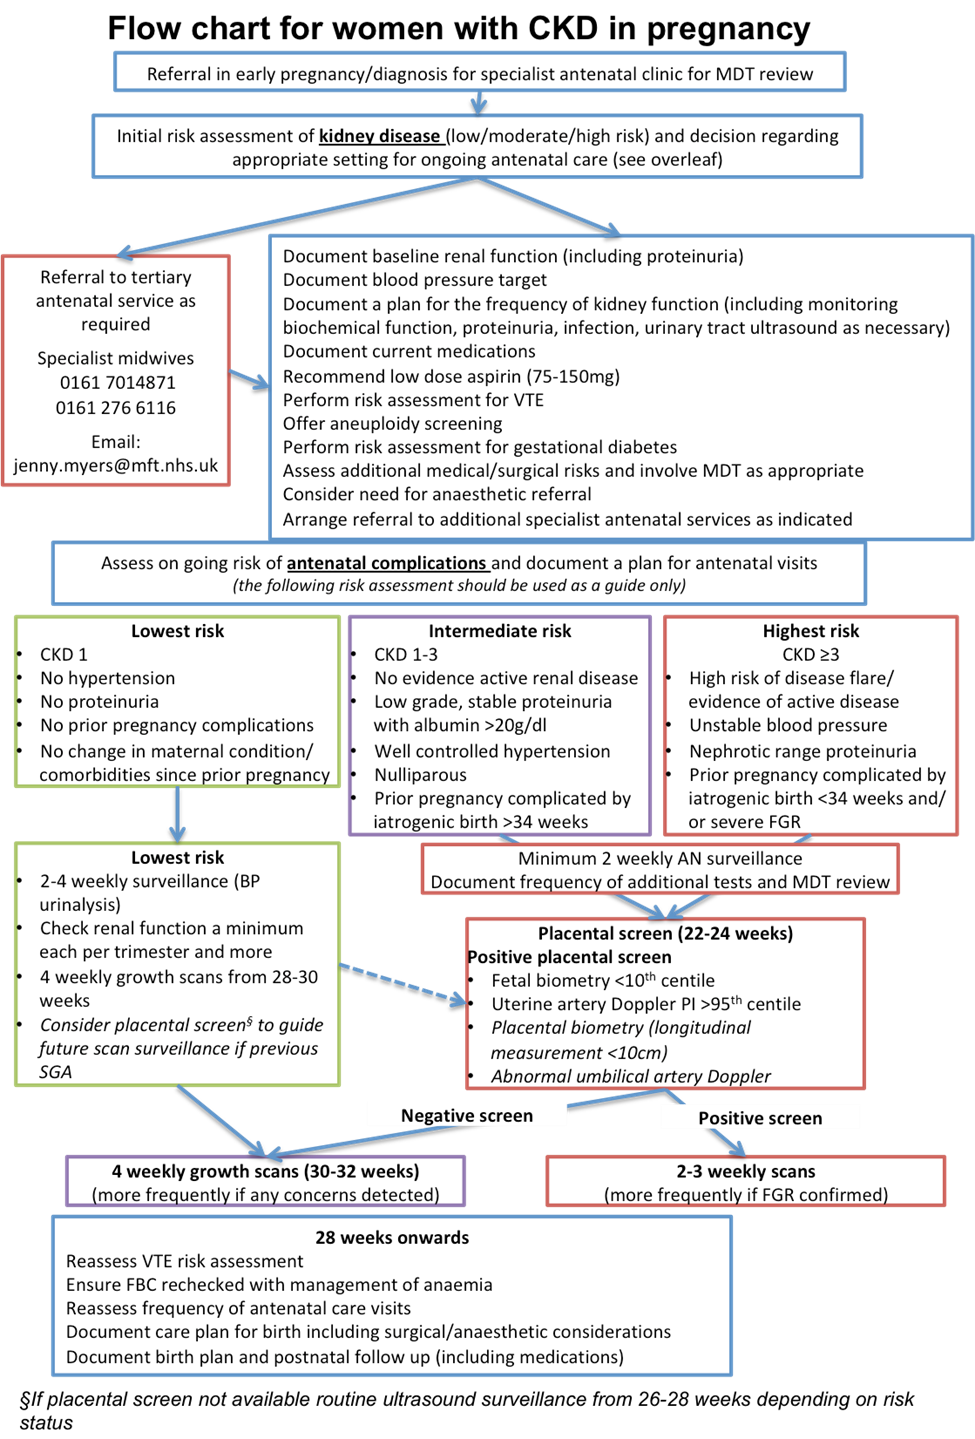 Flow chart for women with CKD in pregnancy
Referral in early pregnancy/diagnosis for specialist antenatal clinic for MDT review
Initial risk assessment of kidney disease (low/moderate/high risk) and decision regarding
appropriate setting for ongoing antenatal care (see overleaf)
Referral to tertiary
antenatal service as
required
Specialist midwives
0161 7014871
0161 276 6116
Email:
jenny.myers@mft.nhs.uk
Document baseline renal function (including proteinuria)
Document blood pressure target
Document a plan for the frequency of kidney function (including monitoring
biochemical function, proteinuria, infection, urinary tract ultrasound as necessary)
Document current medications
Recommend low dose aspirin (75-150mg)
Perform risk assessment for VTE
Offer aneuploidy screening
Perform risk assessment for gestational diabetes
Assess additional medical/surgical risks and involve MDT as appropriate
Consider need for anaesthetic referral
Arrange referral to additional specialist antenatal services as indicated
Assess on going risk of antenatal complications and document a plan for antenatal visits
(the following risk assessment should be used as a guide only)
Lowest risk
• CKD 1
• No hypertension
• No proteinuria
• No prior pregnancy complications
• No change in maternal condition/
comorbidities since prior pregnancy
Intermediate risk
• CKD 1-3
• No evidence active renal disease
• Low grade, stable proteinuria
with albumin >20g/dl
• Well controlled hypertension
• Nulliparous
• Prior pregnancy complicated by
iatrogenic birth >34 weeks
Highest risk
CKD ≥3
• High risk of disease flare/
evidence of active disease
• Unstable blood pressure
• Nephrotic range proteinuria
• Prior pregnancy complicated by
iatrogenic birth <34 weeks and/
or severe FGR
Lowest risk
• 2-4 weekly surveillance (BP
urinalysis)
• Check renal function a minimum
each per trimester and more
• 4 weekly growth scans from 28-30
weeks
• Consider placental screen§ to guide
future scan surveillance if previous
SGA
Minimum 2 weekly AN surveillance
Document frequency of additional tests and MDT review
Placental screen (22-24 weeks)
Positive placental screen
• Fetal biometry <10th centile
• Uterine artery Doppler PI >95th centile
• Placental biometry (longitudinal
measurement <10cm)
• Abnormal umbilical artery Doppler
Negative screen
Positive screen
4 weekly growth scans (30-32 weeks)
(more frequently if any concerns detected)
2-3 weekly scans
(more frequently if FGR confirmed)
28 weeks onwards
Reassess VTE risk assessment
Ensure FBC rechecked with management of anaemia
Reassess frequency of antenatal care visits
Document care plan for birth including surgical/anaesthetic considerations
Document birth plan and postnatal follow up (including medications)
§If placental screen not available routine ultrasound surveillance from 26-28 weeks depending on risk
status